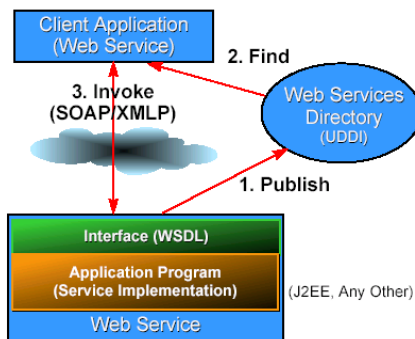 Client Application
(Web Service)
2. Find
3. Invoke
(SOAP/XMLP)
Web Services
Directory
(UDDI)
1. Publish
Interface (WSDL)
Application Program
(Service Implementation)
(J2EE, Any Other)
Web Service